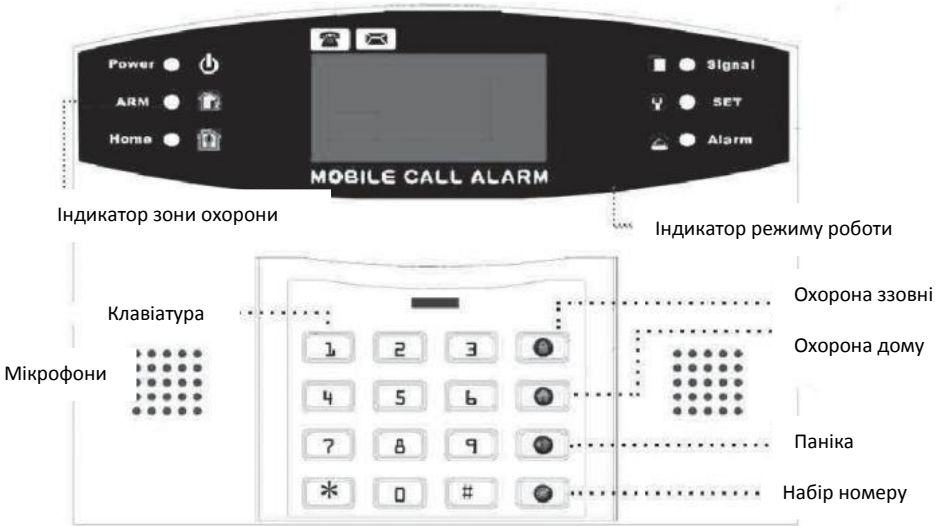 Power
Signal
ARM
SET
Home
Alarm
MOBILE CALL ALARM
Індикатор зони охорони
Індикатор режиму роботи
Клавіатура
Охорона ззовні
1 2 3
Охорона дому
Мікрофони
4 5 6
7 8 9
Паніка
* 0 #
Набір номеру